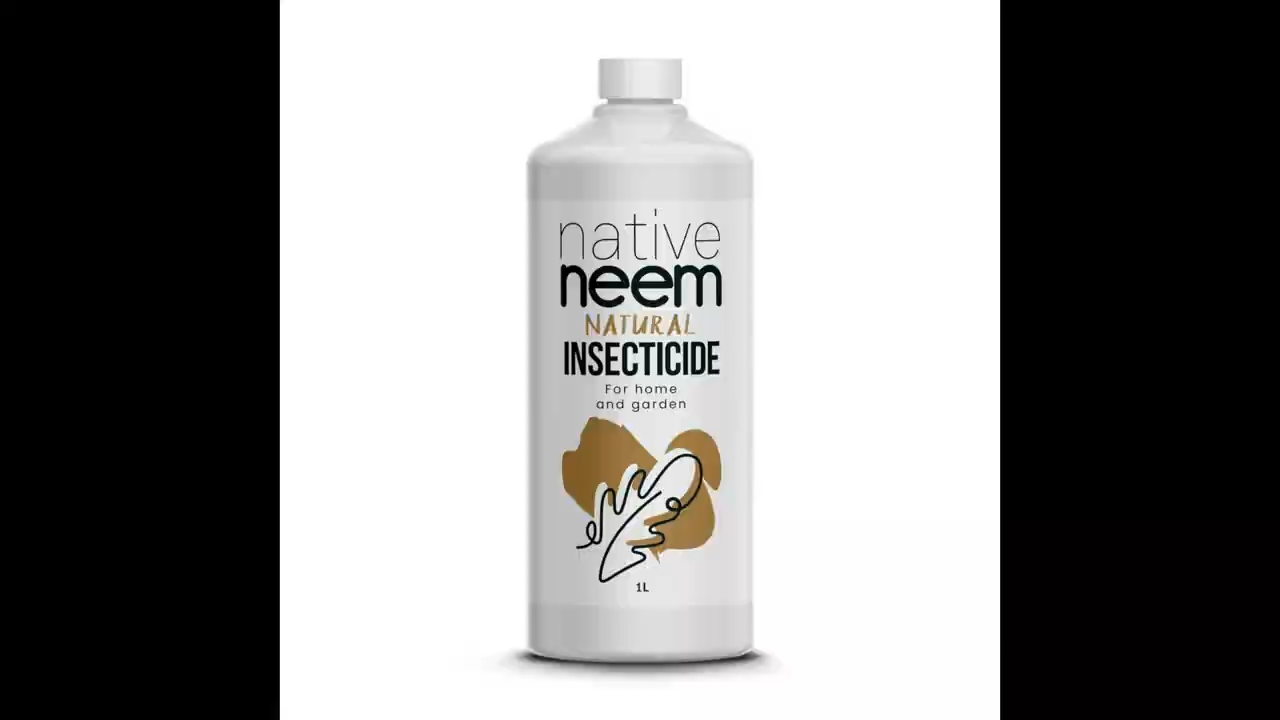 native
neem
NATURAL
INSECTICIDE
For home
and garden
1L